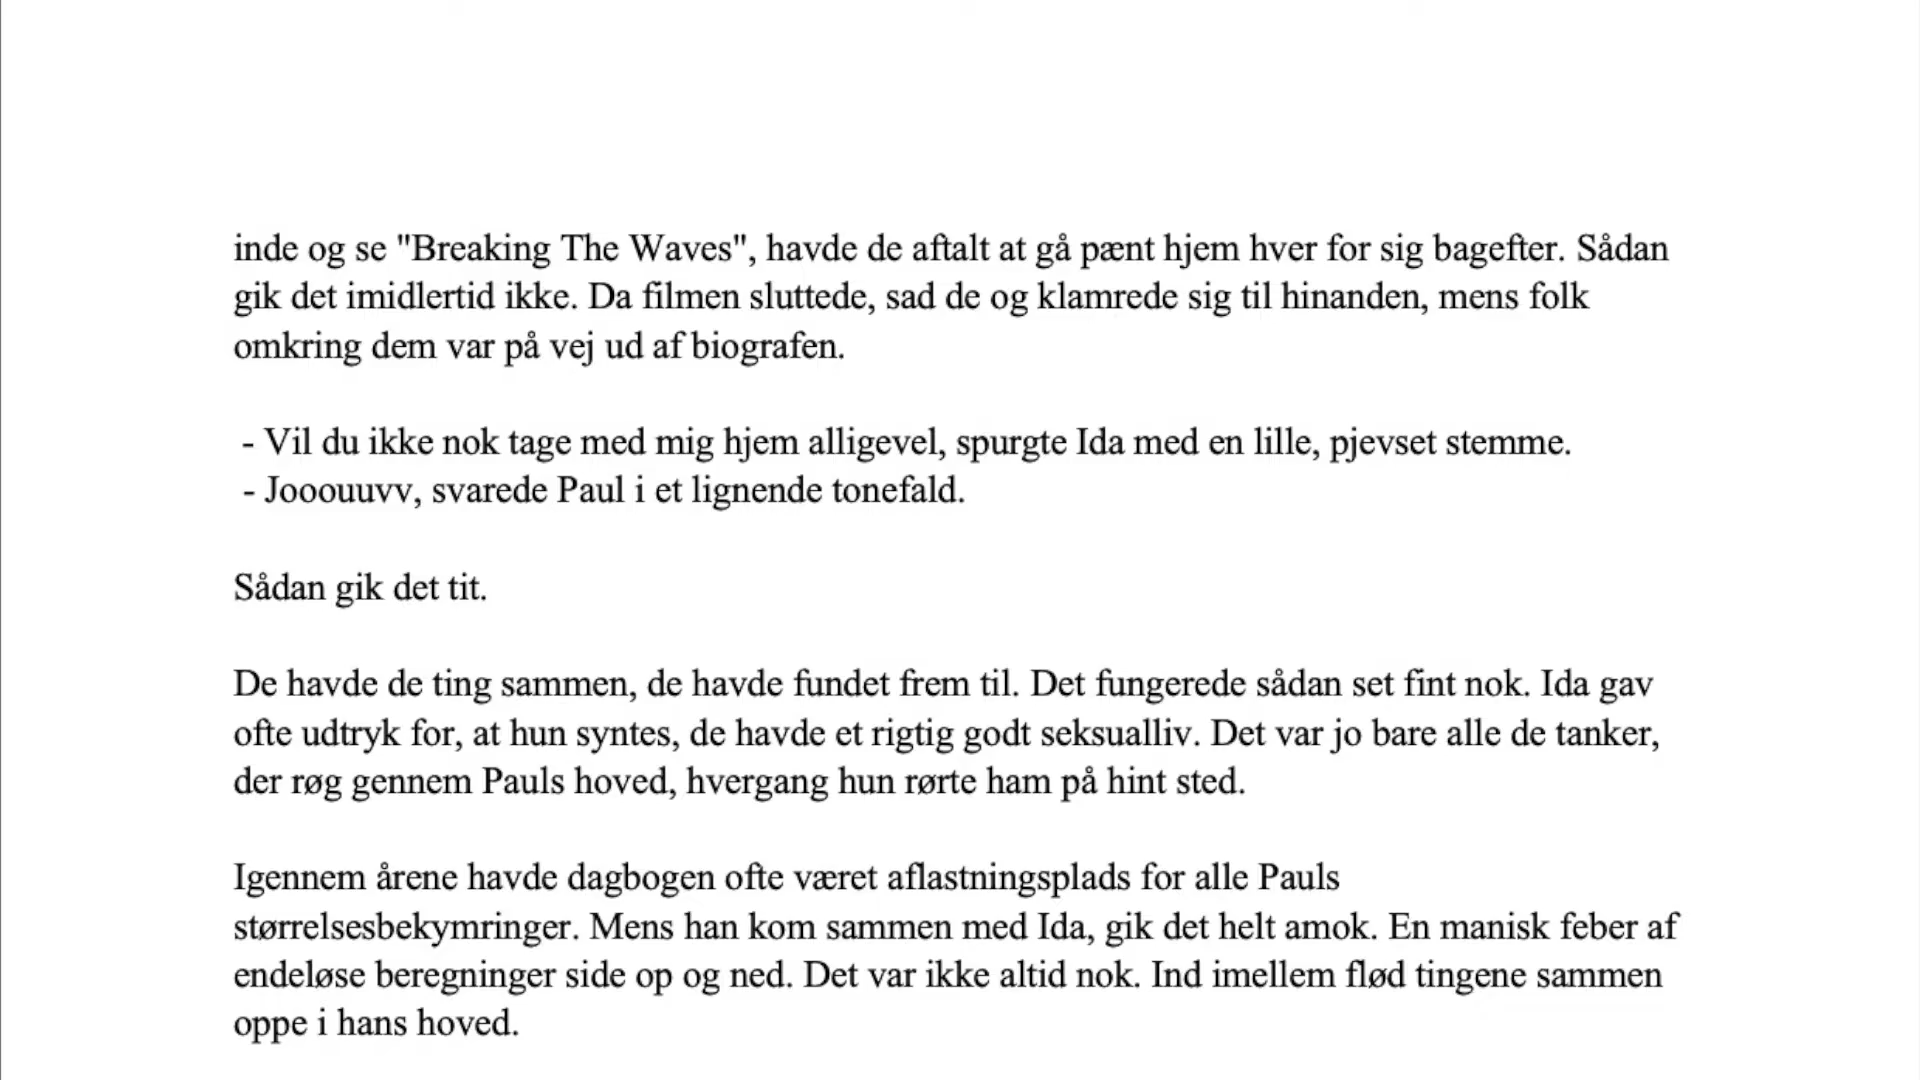 inde og se "Breaking The Waves", havde de aftalt at gå pænt hjem hver for sig bagefter. Sådan
gik det imidlertid ikke. Da filmen sluttede, sad de og klamrede sig til hinanden, mens folk
omkring dem var på vej ud af biografen.
- Vil du ikke nok tage med mig hjem alligevel, spurgte Ida med en lille, pjevset stemme.
- Jooouuvv, svarede Paul i et lignende tonefald.
Sådan gik det tit.
De havde de ting sammen, de havde fundet frem til. Det fungerede sådan set fint nok. Ida gav
ofte udtryk for, at hun syntes, de havde et rigtig godt seksualliv. Det var jo bare alle de tanker,
der røg gennem Pauls hoved, hvergang hun rørte ham på hint sted.
Igennem årene havde dagbogen ofte været aflastningsplads for alle Pauls
størrelsesbekymringer. Mens han kom sammen med Ida, gik det helt amok. En manisk feber af
endeløse beregninger side op og ned. Det var ikke altid nok. Ind imellem flød tingene sammen
oppe i hans hoved.